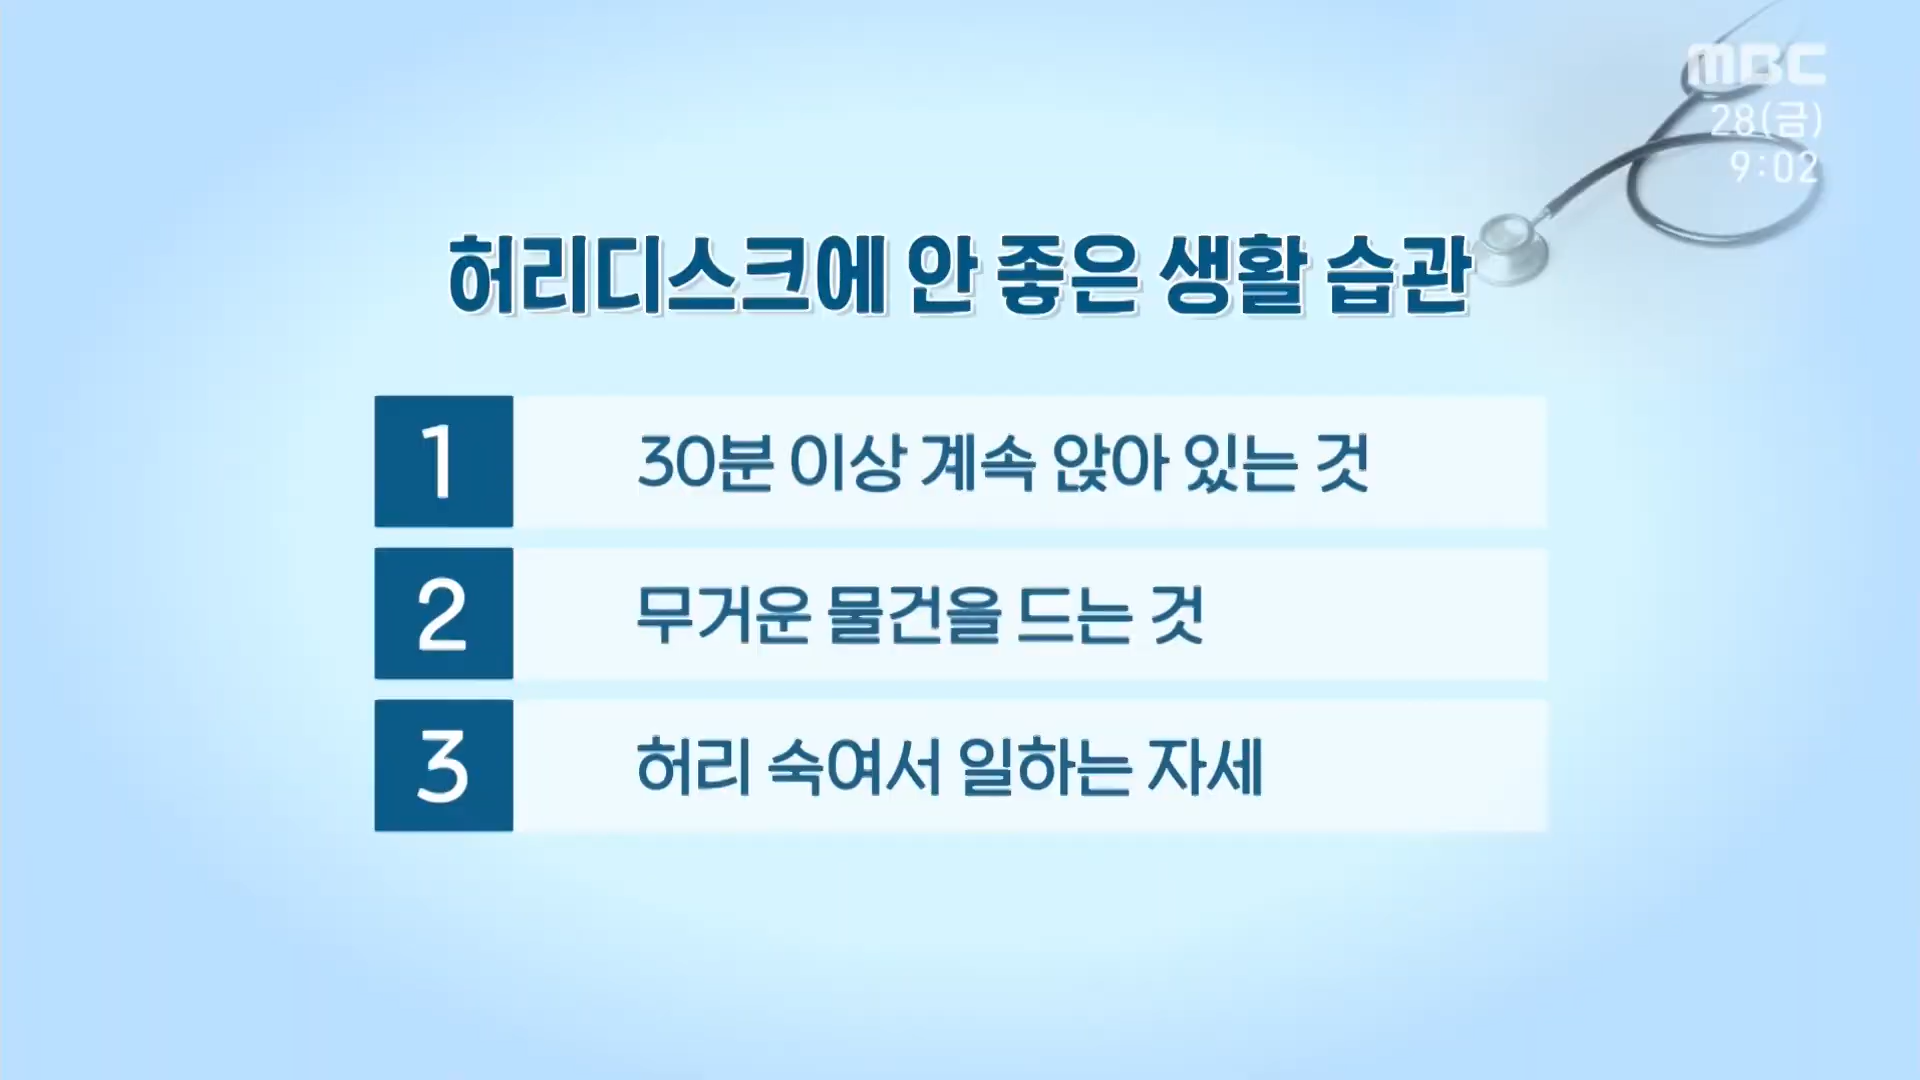 MBC
28(금)
9:02
허리디스크에 안 좋은 생활 습관
1 30분 이상 계속 앉아 있는 것
2 무거운 물건을 드는 것
3 허리 숙여서 일하는 자세